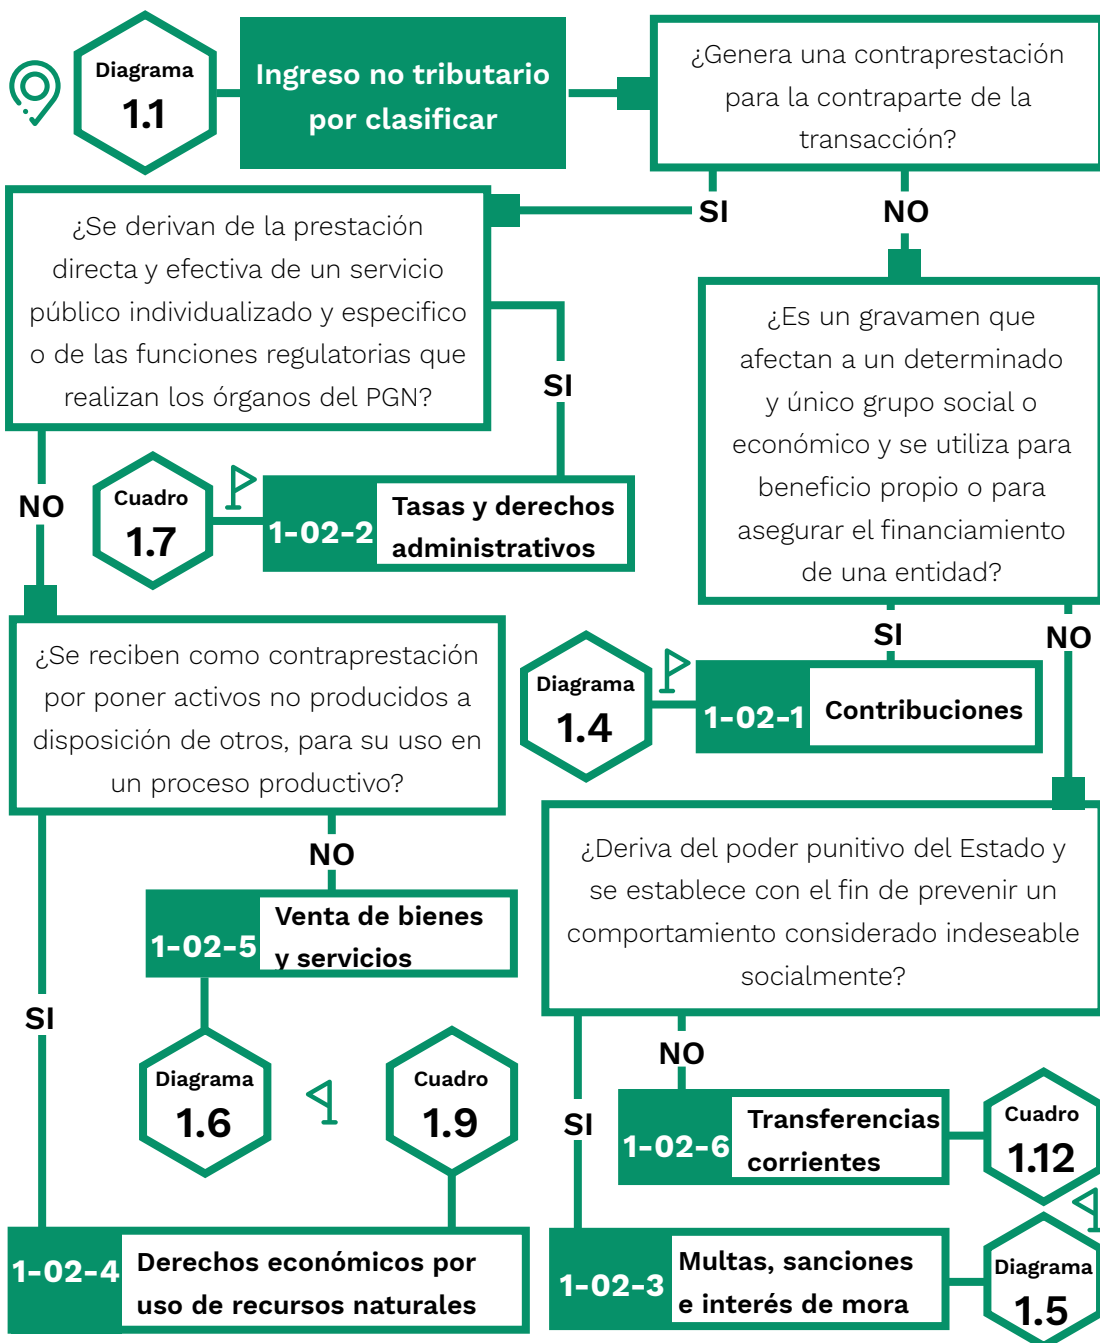 Diagrama
1.1
Ingreso no tributario
por clasificar
¿Genera una contraprestación
para la contraparte de la
transacción?
SI
NO
¿Se derivan de la prestación
directa y efectiva de un servicio
público individualizado y especifico
o de las funciones regulatorias que
realizan los órganos del PGN?
SI
NO
¿Es un gravamen que
afectan a un determinado
y único grupo social o
económico y se utiliza para
beneficio propio o para
asegurar el financiamiento
de una entidad?
Cuadro
1.7
1-02-2
Tasas y derechos
administrativos
SI
NO
¿Se reciben como contraprestación
por poner activos no producidos a
disposición de otros, para su uso en
un proceso productivo?
Diagrama
1.4
1-02-1
Contribuciones
NO
SI
¿Deriva del poder punitivo del Estado y
se establece con el fin de prevenir un
comportamiento considerado indeseable
socialmente?
1-02-5
Venta de bienes
y servicios
Diagrama
1.6
Cuadro
1.9
NO
SI
1-02-6
Transferencias
corrientes
Cuadro
1.12
1-02-4
Derechos económicos por
uso de recursos naturales
1-02-3
Multas, sanciones
e interés de mora
Diagrama
1.5